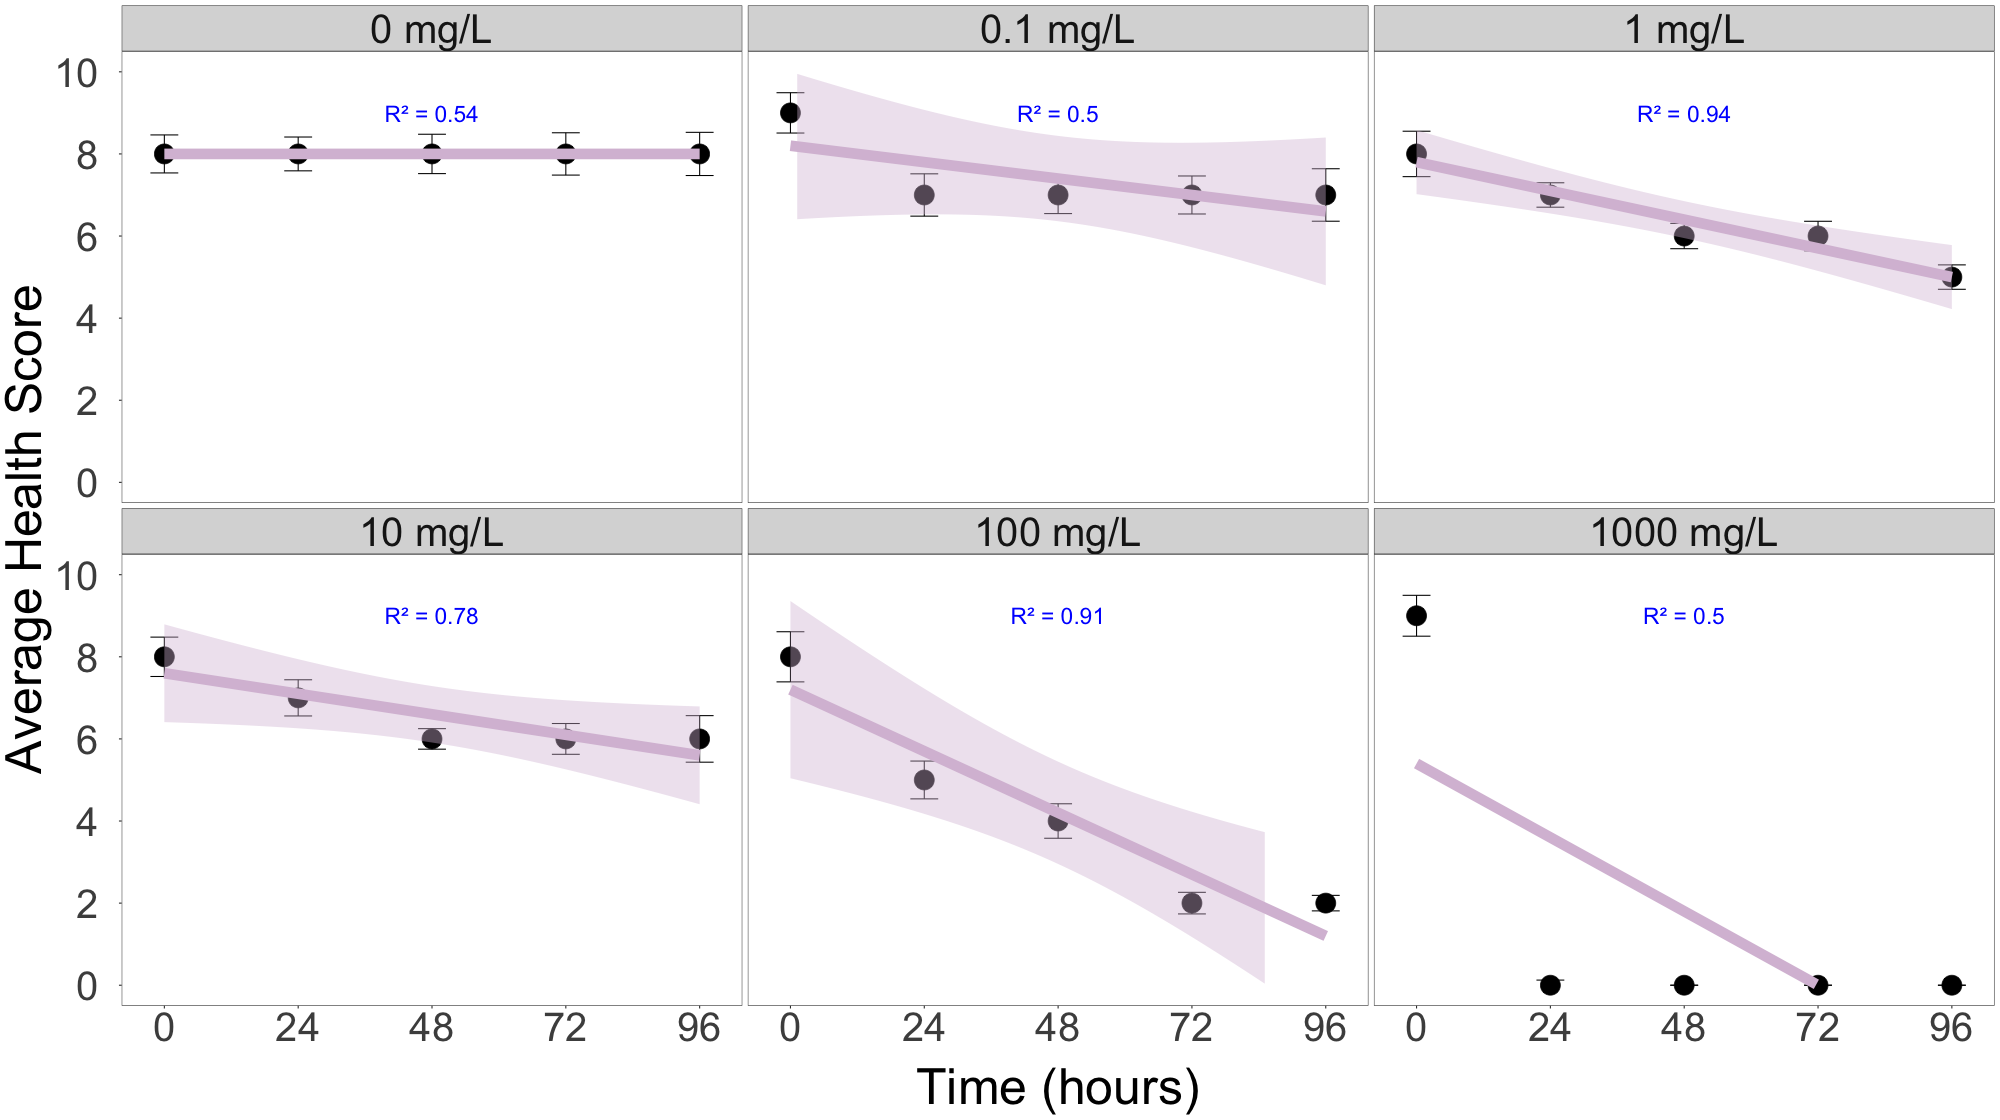 0 mg/L
0.1 mg/L
1 mg/L
10
8
6
4
2
0
R² = 0.54
R² = 0.5
R² = 0.94
Average Health Score
10 mg/L
100 mg/L
1000 mg/L
10
8
6
4
2
0
R² = 0.78
R² = 0.91
R² = 0.5
0 24 48 72 96
0 24 48 72 96
0 24 48 72 96
Time (hours)